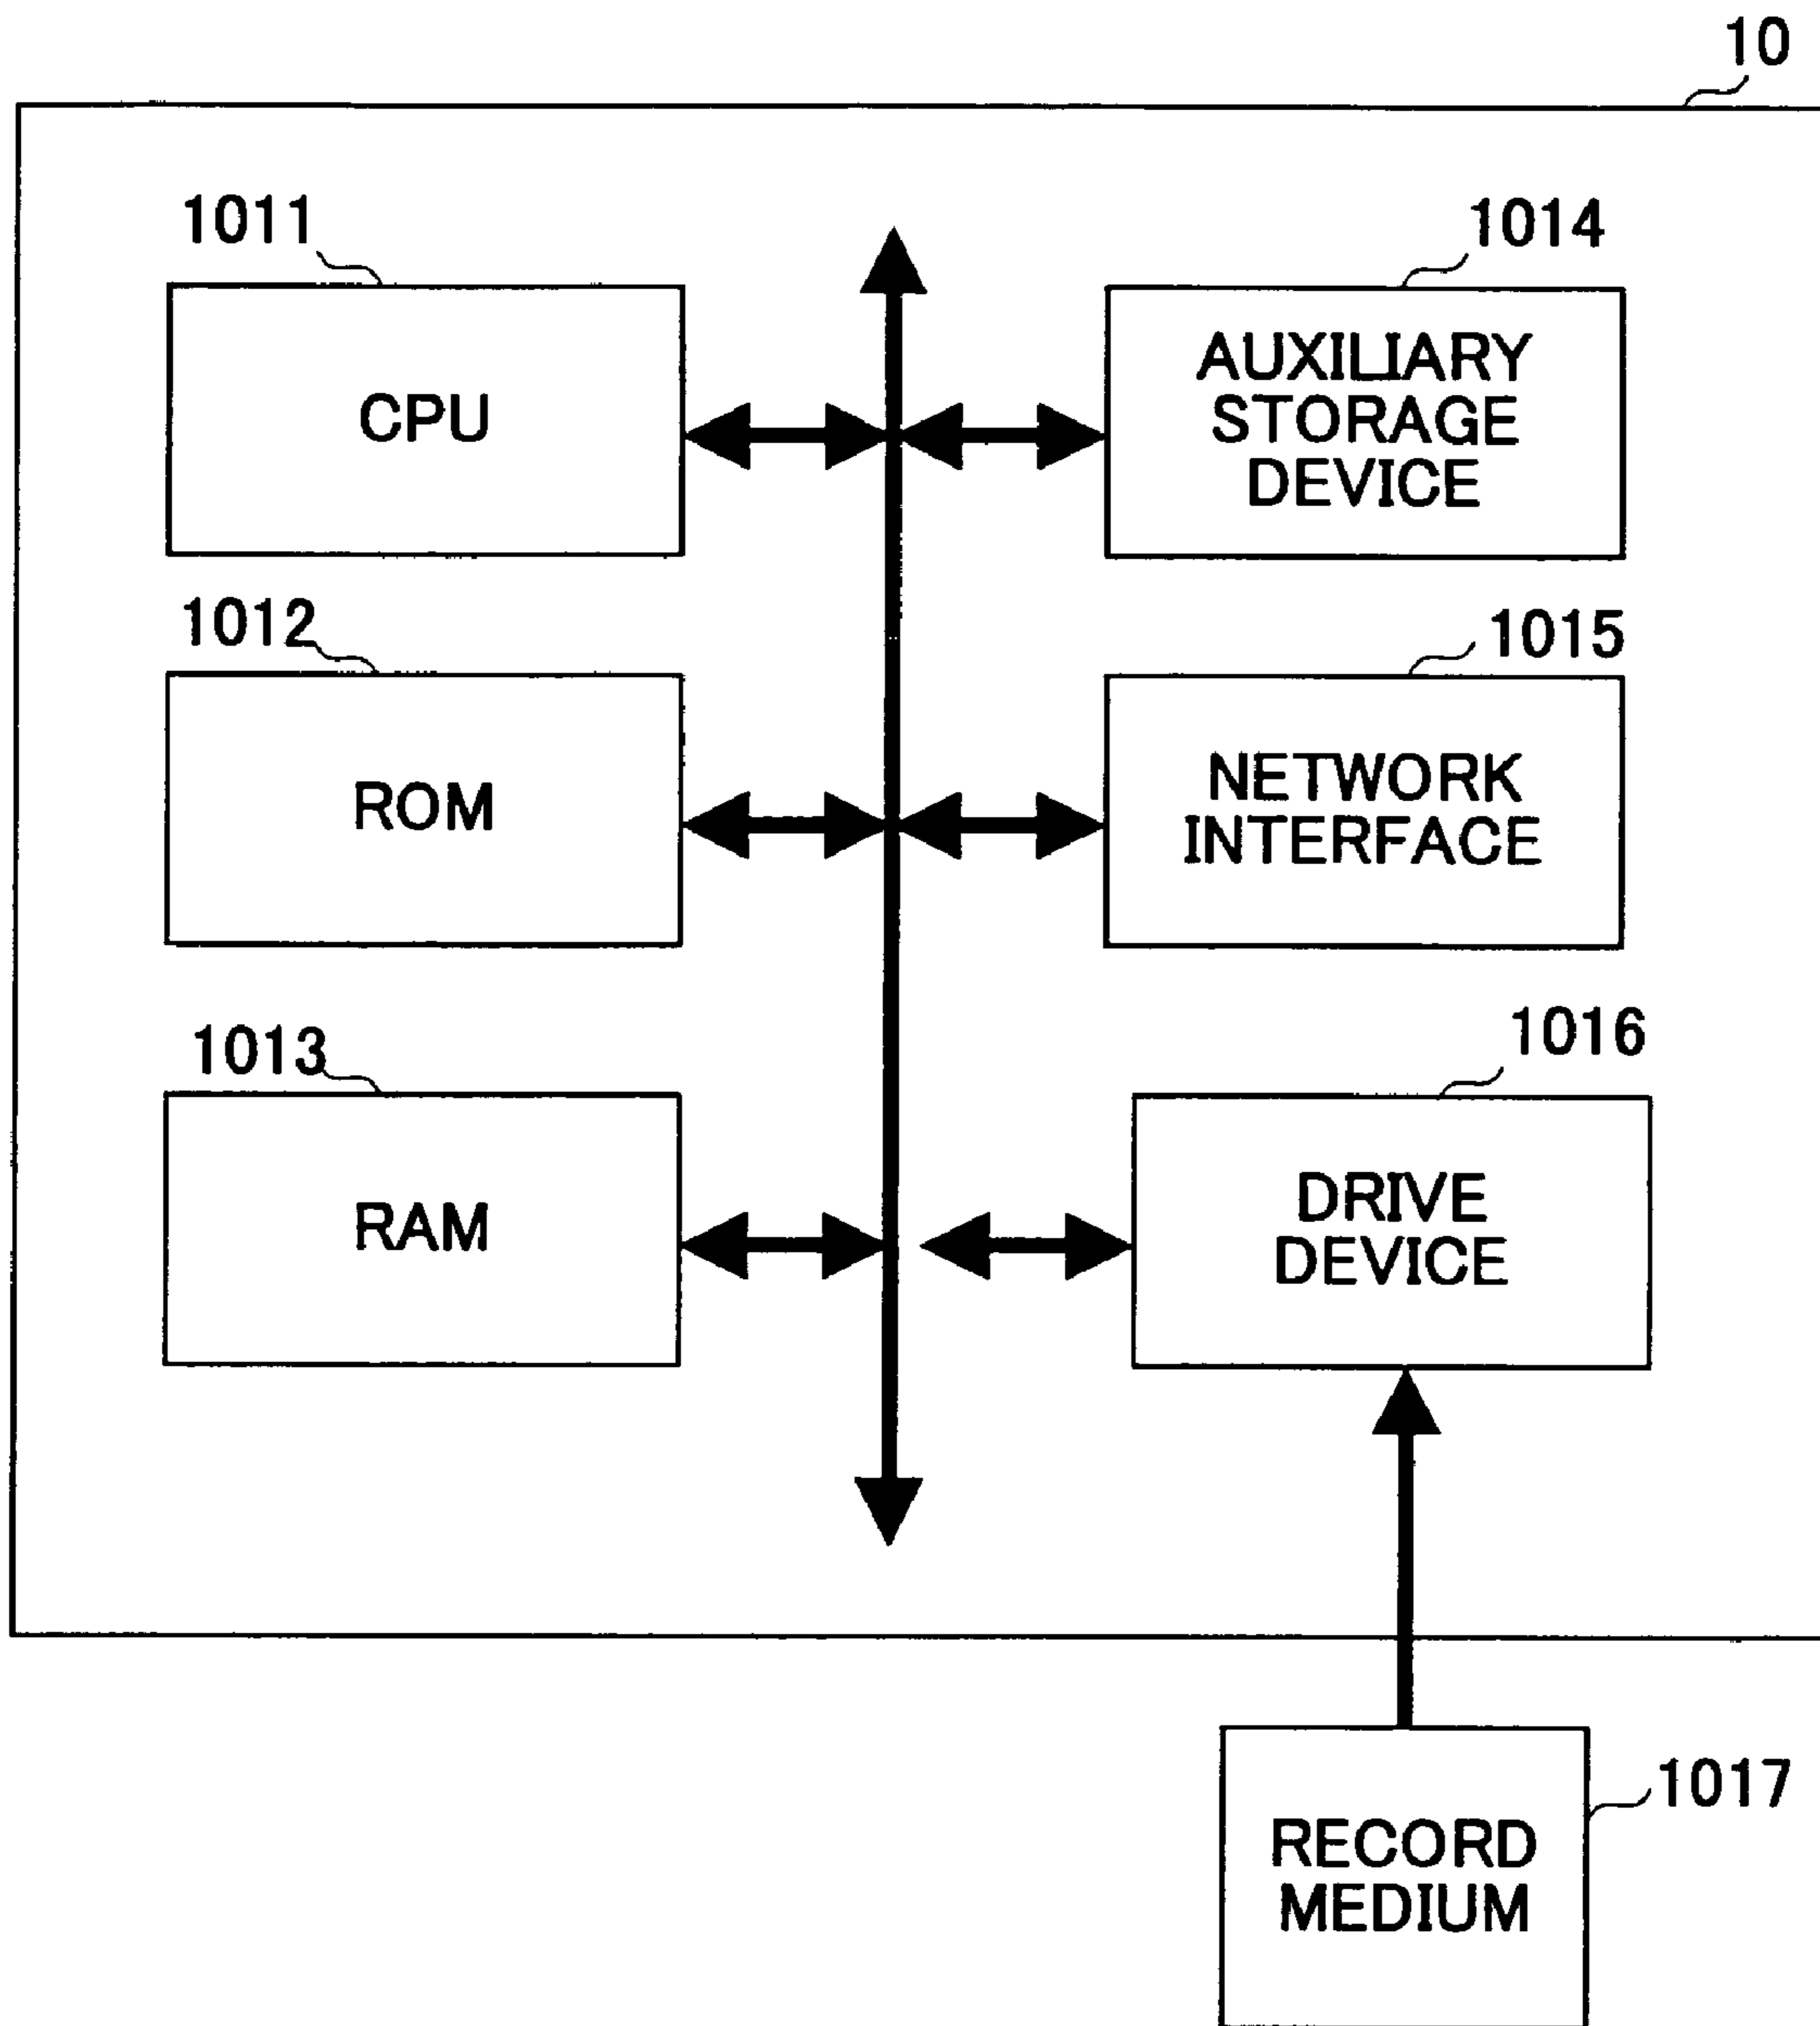 10
1011
CPU
1014
AUXILIARY
STORAGE
DEVICE
1012
ROM
1015
NETWORK
INTERFACE
1013
RAM
1016
DRIVE
DEVICE
1017
RECORD
MEDIUM